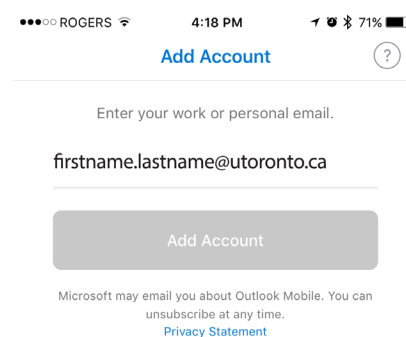 ROGERS 4:18 PM 71%
Add Account ?
Enter your work or personal email.
firstname.lastname@utoronto.ca
Add Account
Microsoft may email you about Outlook Mobile. You can
unsubscribe at any time.
Privacy Statement